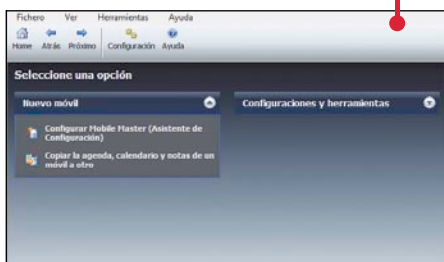 Fichero Ver Herramientas Ayuda
Home Atrás Próximo Configuración Ayuda
Seleccione una opción
Nuevo móvil
Configurar Mobile Master (Asistente de
Configuración)
Copiar la agenda, calendario y notas de un
móvil a otro
Configuraciones y herramientas